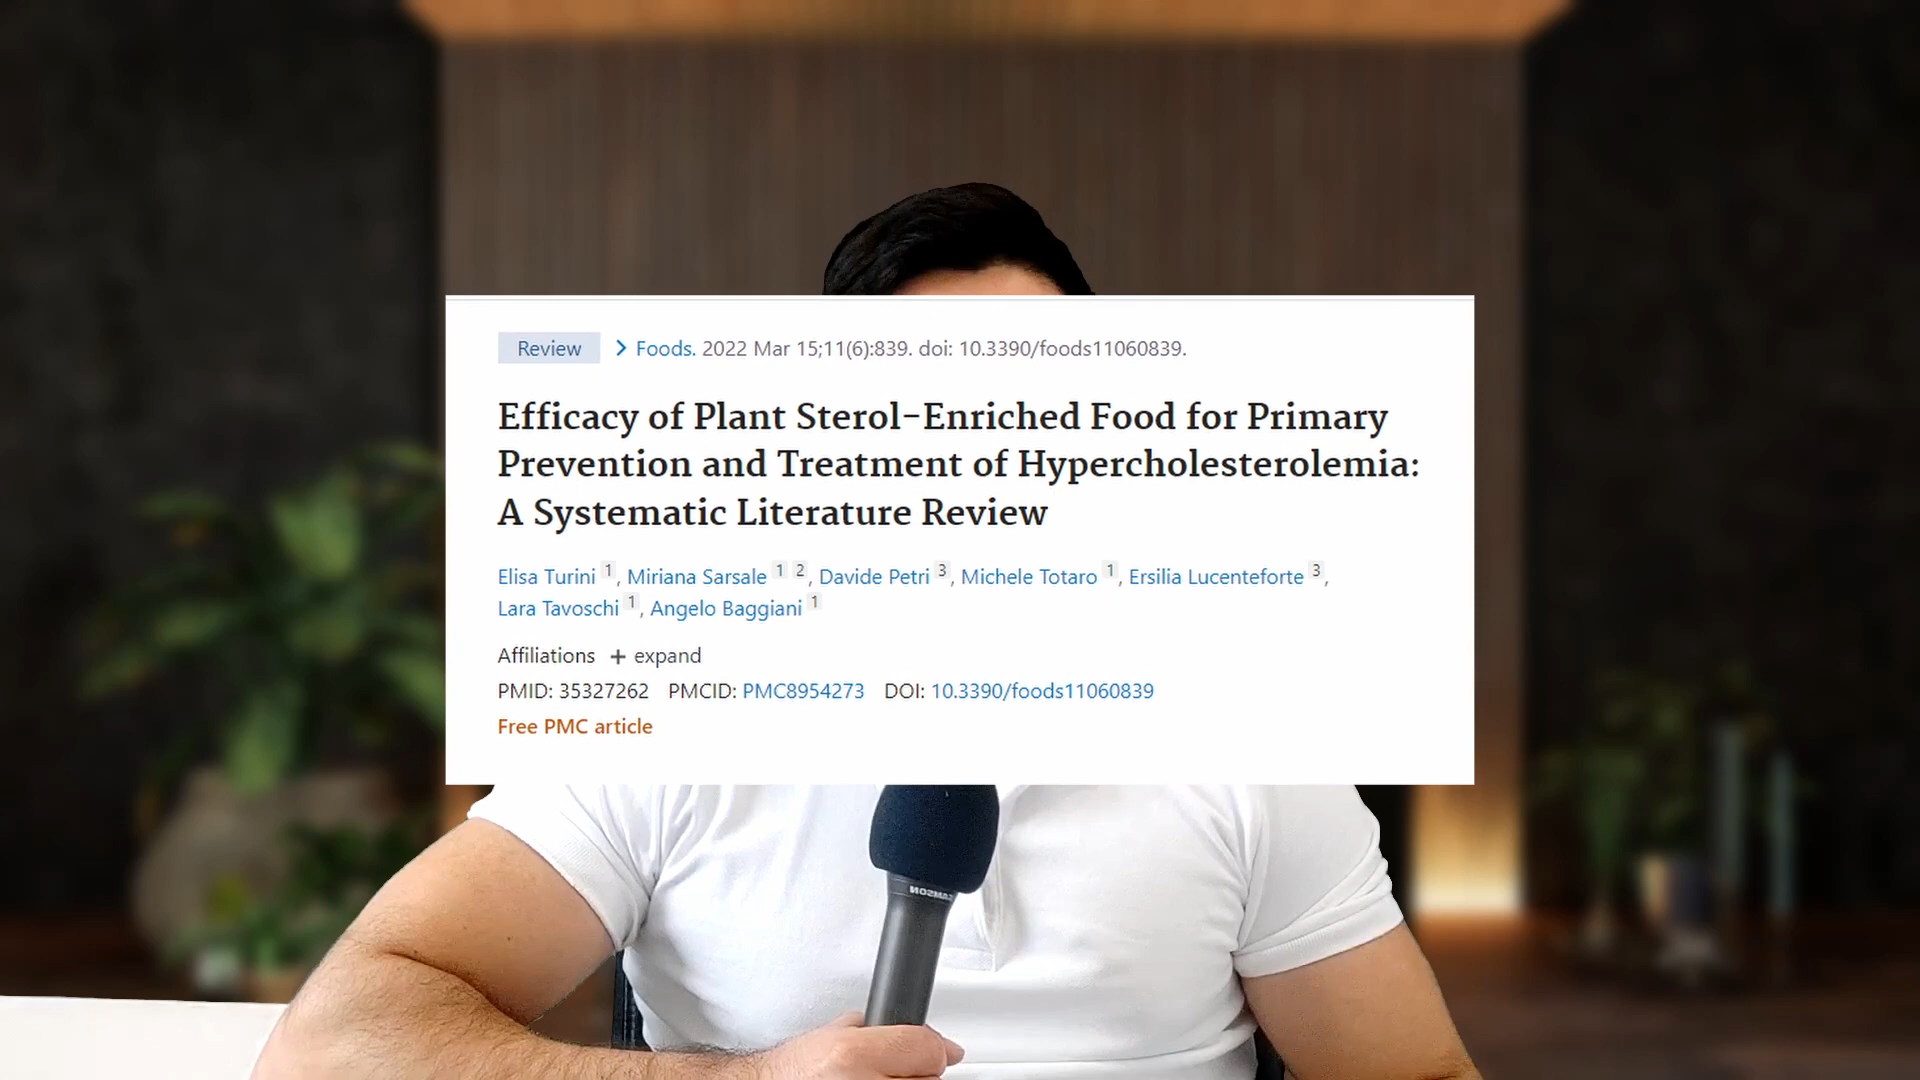 Review > Foods. 2022 Mar 15;11(6):839. doi: 10.3390/foods11060839.
Efficacy of Plant Sterol-Enriched Food for Primary
Prevention and Treatment of Hypercholesterolemia:
A Systematic Literature Review
Elisa Turini 1, Miriana Sarsale 1 2, Davide Petri 3, Michele Totaro 1, Ersilia Lucenteforte 3,
Lara Tavoschi 1, Angelo Baggiani 1
Affiliations + expand
PMID: 35327262 PMCID: PMC8954273 DOI: 10.3390/foods11060839
Free PMC article